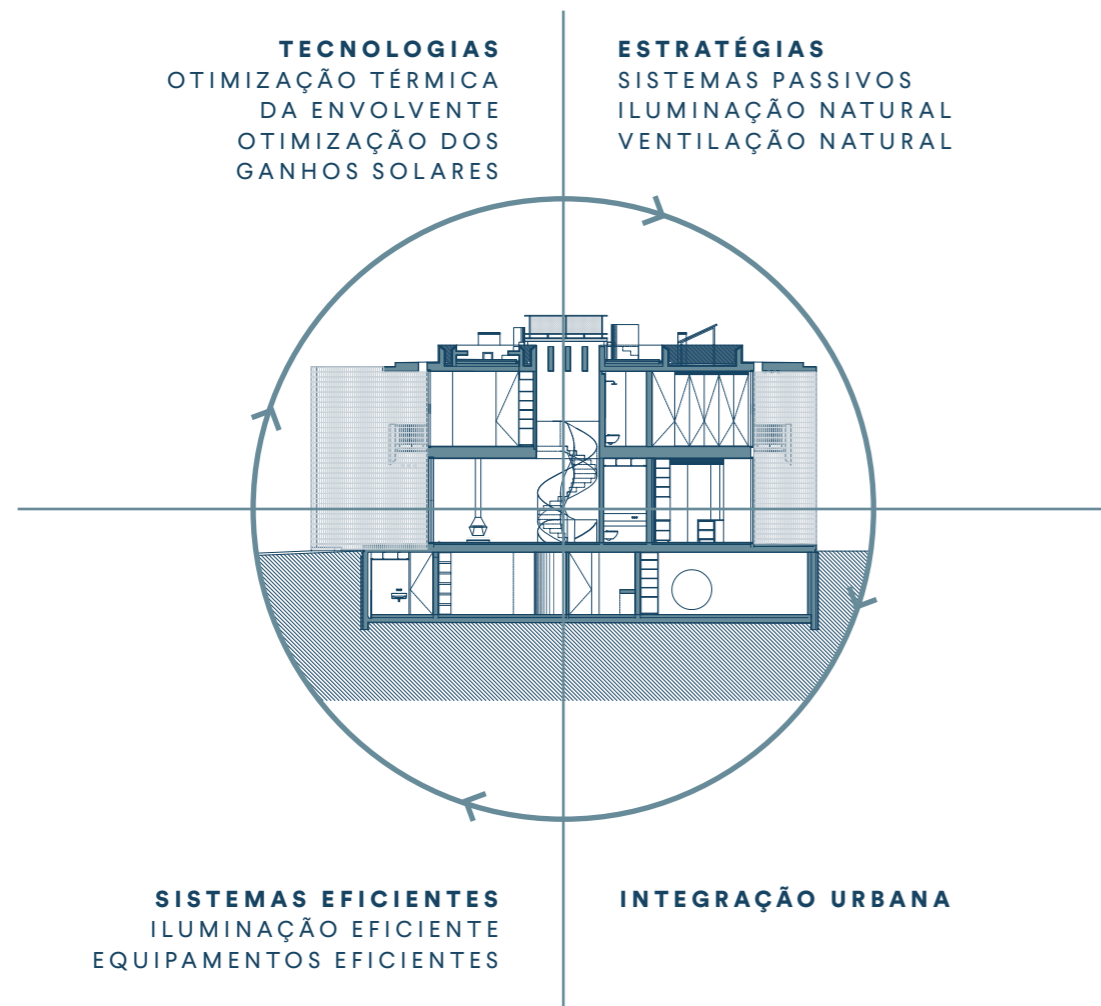 TECNOLOGIAS
OTIMIZAÇÃO TÉRMICA
DA ENVOLVENTE
OTIMIZAÇÃO DOS
GANHOS SOLARES
ESTRATÉGIAS
SISTEMAS PASSIVOS
ILUMINAÇÃO NATURAL
VENTILAÇÃO NATURAL
SISTEMAS EFICIENTES
ILUMINAÇÃO EFICIENTE
EQUIPAMENTOS EFICIENTES
INTEGRAÇÃO URBANA